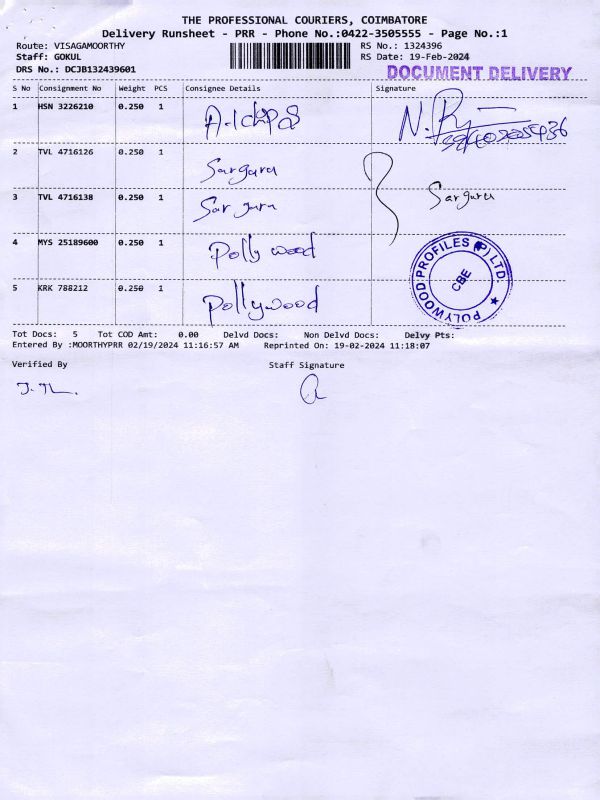 THE PROFESSIONAL COURIERS, COIMBATORE
Delivery Runsheet - PRR - Phone No.:0422-3505555 - Page No.:1
Route: VISAGAMOORTHY RS No.: 1324396
Staff: GOKUL RS Date: 19-Feb-2024
DRS No.: DCJB132439601 DOCUMENT DELIVERY
S No Consignment No Weight PCS Consignee Details Signature
1 HSN 3226210 0.250 1
2 TVL 4716126 0.250 1 Sargara
3 TVL 4716138 0.250 1 Sargara Sargara
4 MYS 25189600 0.250 1 Polly wood
POLYWOOD PROFILES (P) LTD.
CBE
5 KRK 788212 0.250 1 Pollywood
Tot Docs: 5 Tot COD Amt: 0.00 Delvd Docs: Non Delvd Docs: Delvy Pts:
Entered By :MOORTHYPRR 02/19/2024 11:16:57 AM Reprinted On: 19-02-2024 11:18:07
Verified By Staff Signature